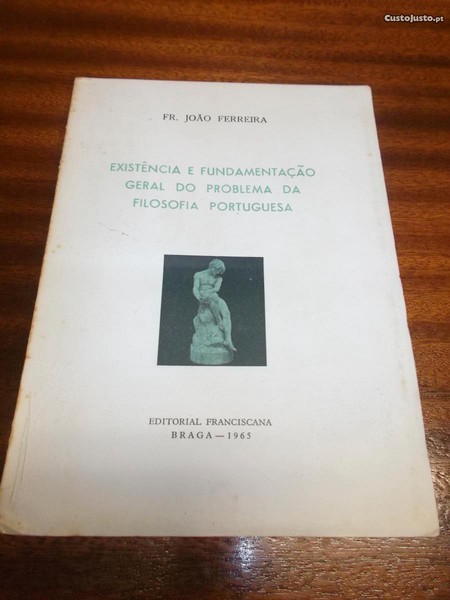 CustoJusto.pt
FR. JOÃO FERREIRA
EXISTÊNCIA E FUNDAMENTAÇÃO
GERAL DO PROBLEMA DA
FILOSOFIA PORTUGUESA
EDITORIAL FRANCISCANA
BRAGA — 1965